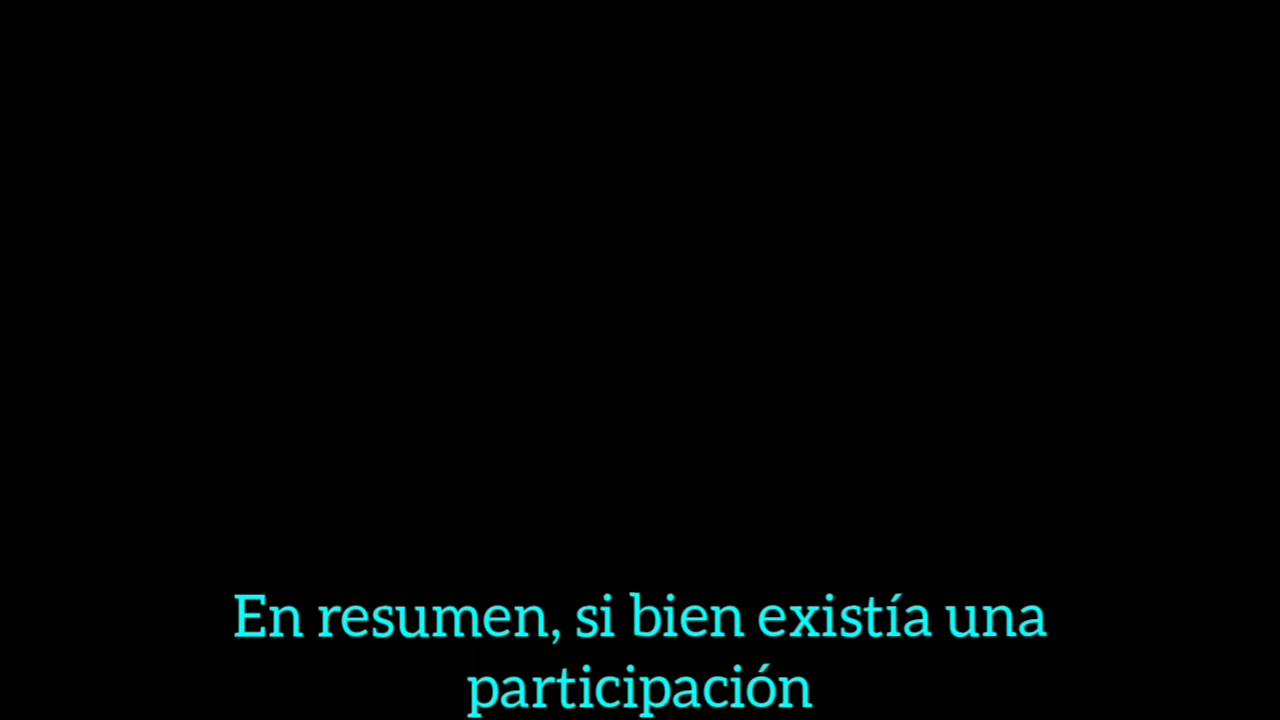 En resumen, si bien existía una
participación